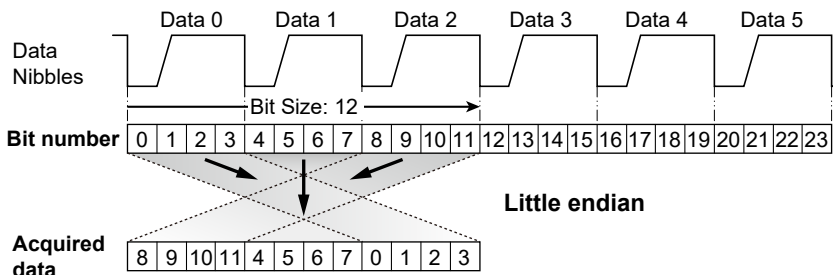 Data 0 Data 1 Data 2 Data 3 Data 4 Data 5
Data
Nibbles
Bit Size: 12
Bit number 0 1 2 3 4 5 6 7 8 9 10 11 12 13 14 15 16 17 18 19 20 21 22 23
Little endian
Acquired
data
8 9 10 11 4 5 6 7 0 1 2 3